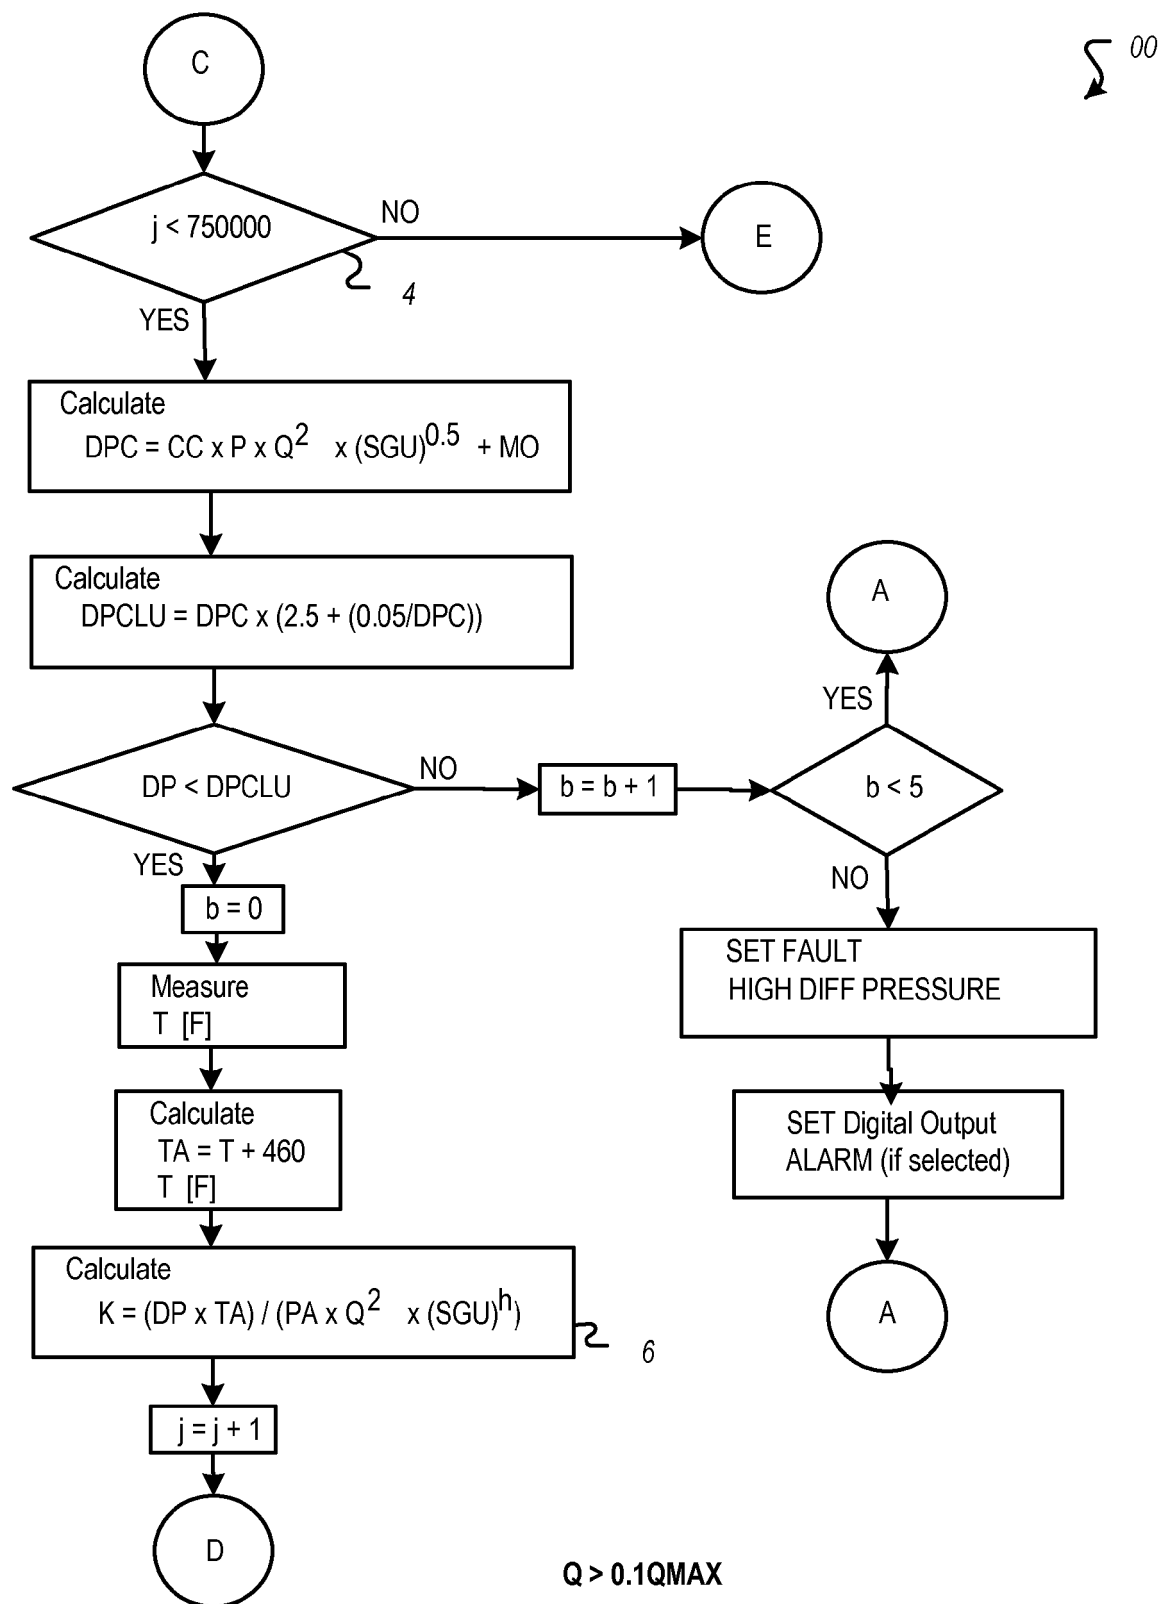 C
00
j < 750000
NO
E
4
YES
Calculate
DPC = CC x P x Q^2 x (SGU)^0.5 + MO
Calculate
DPCLU = DPC x (2.5 + (0.05/DPC))
A
YES
DP < DPCLU
NO
b = b + 1
b < 5
YES
NO
b = 0
SET FAULT
HIGH DIFF PRESSURE
Measure
T [F]
Calculate
TA = T + 460
T [F]
SET Digital Output
ALARM (if selected)
Calculate
K = (DP x TA) / (PA x Q^2 x (SGU)^h)
6
A
j = j + 1
D
Q > 0.1QMAX